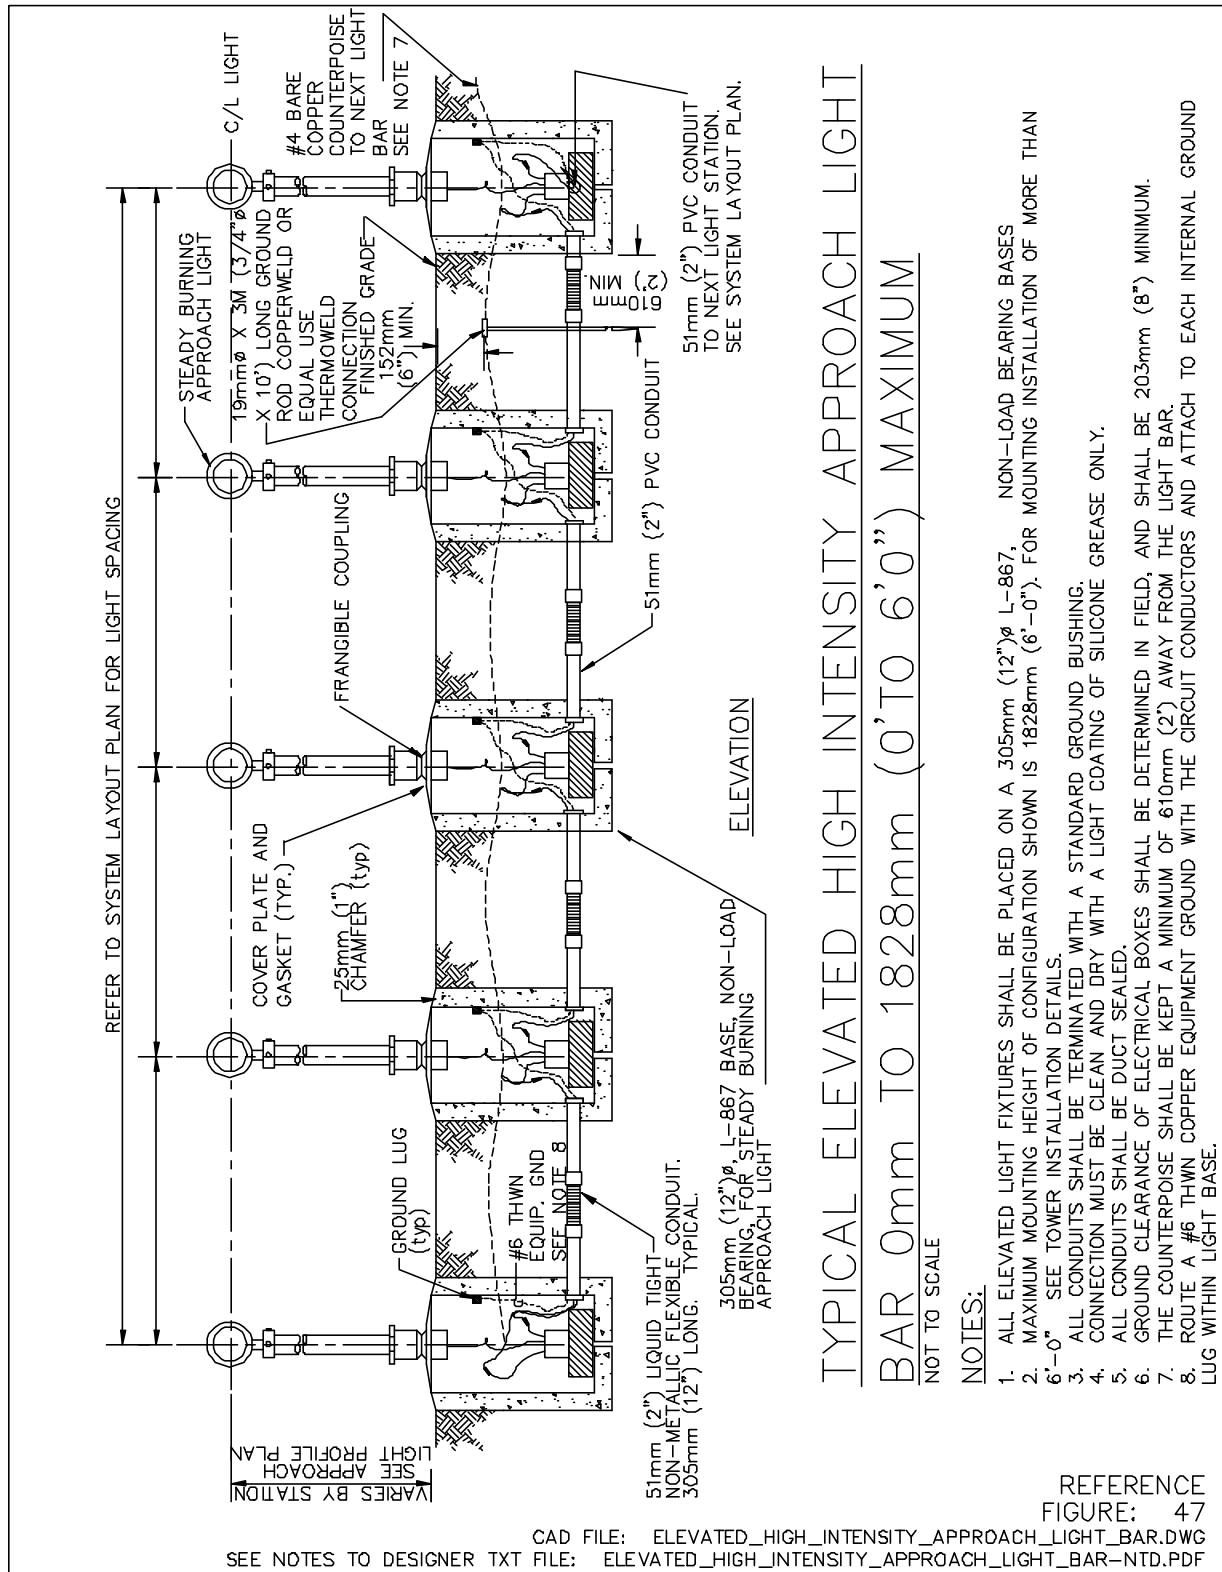 REFER TO SYSTEM LAYOUT PLAN FOR LIGHT SPACING
C/L LIGHT
STEADY BURNING
APPROACH LIGHT
#4 BARE
COPPER
COUNTERPOISE
TO NEXT LIGHT
BAR
SEE NOTE 7
19mmø X 3M (3/4"ø
X 10') LONG GROUND
ROD COPPERWELD OR
EQUAL USE
THERMOWELD
CONNECTION
FINISHED GRADE
152mm
(6") MIN.
610mm
(2') MIN.
FRANGIBLE COUPLING
COVER PLATE AND
GASKET (TYP.)
25mm (1")
CHAMFER (typ)
GROUND LUG
(typ)
#6 THWN
EQUIP. GND
SEE NOTE 8
VARIES BY STATION
SEE APPROACH
LIGHT PROFILE PLAN
51mm (2") PVC CONDUIT
TO NEXT LIGHT STATION.
SEE SYSTEM LAYOUT PLAN.
51mm (2") PVC CONDUIT
51mm (2") LIQUID TIGHT
NON-METALLIC FLEXIBLE CONDUIT.
305mm (12") LONG. TYPICAL.
305mm (12")ø, L-867 BASE, NON-LOAD
BEARING, FOR STEADY BURNING
APPROACH LIGHT
ELEVATION
TYPICAL ELEVATED HIGH INTENSITY APPROACH LIGHT
BAR 0mm TO 1828mm (0'TO 6'0") MAXIMUM
NOT TO SCALE
NOTES:
1. ALL ELEVATED LIGHT FIXTURES SHALL BE PLACED ON A 305mm (12")ø L-867, NON-LOAD BEARING BASES
2. MAXIMUM MOUNTING HEIGHT OF CONFIGURATION SHOWN IS 1828mm (6'-0"). FOR MOUNTING INSTALLATION OF MORE THAN
6'-0" SEE TOWER INSTALLATION DETAILS.
3. ALL CONDUITS SHALL BE TERMINATED WITH A STANDARD GROUND BUSHING.
4. CONNECTION MUST BE CLEAN AND DRY WITH A LIGHT COATING OF SILICONE GREASE ONLY.
5. ALL CONDUITS SHALL BE DUCT SEALED.
6. GROUND CLEARANCE OF ELECTRICAL BOXES SHALL BE DETERMINED IN FIELD, AND SHALL BE 203mm (8") MINIMUM.
7. THE COUNTERPOISE SHALL BE KEPT A MINIMUM OF 610mm (2') AWAY FROM THE LIGHT BAR.
8. ROUTE A #6 THWN COPPER EQUIPMENT GROUND WITH THE CIRCUIT CONDUCTORS AND ATTACH TO EACH INTERNAL GROUND
LUG WITHIN LIGHT BASE.
REFERENCE
FIGURE: 47
CAD FILE: ELEVATED_HIGH_INTENSITY_APPROACH_LIGHT_BAR.DWG
SEE NOTES TO DESIGNER TXT FILE: ELEVATED_HIGH_INTENSITY_APPROACH_LIGHT_BAR-NTD.PDF